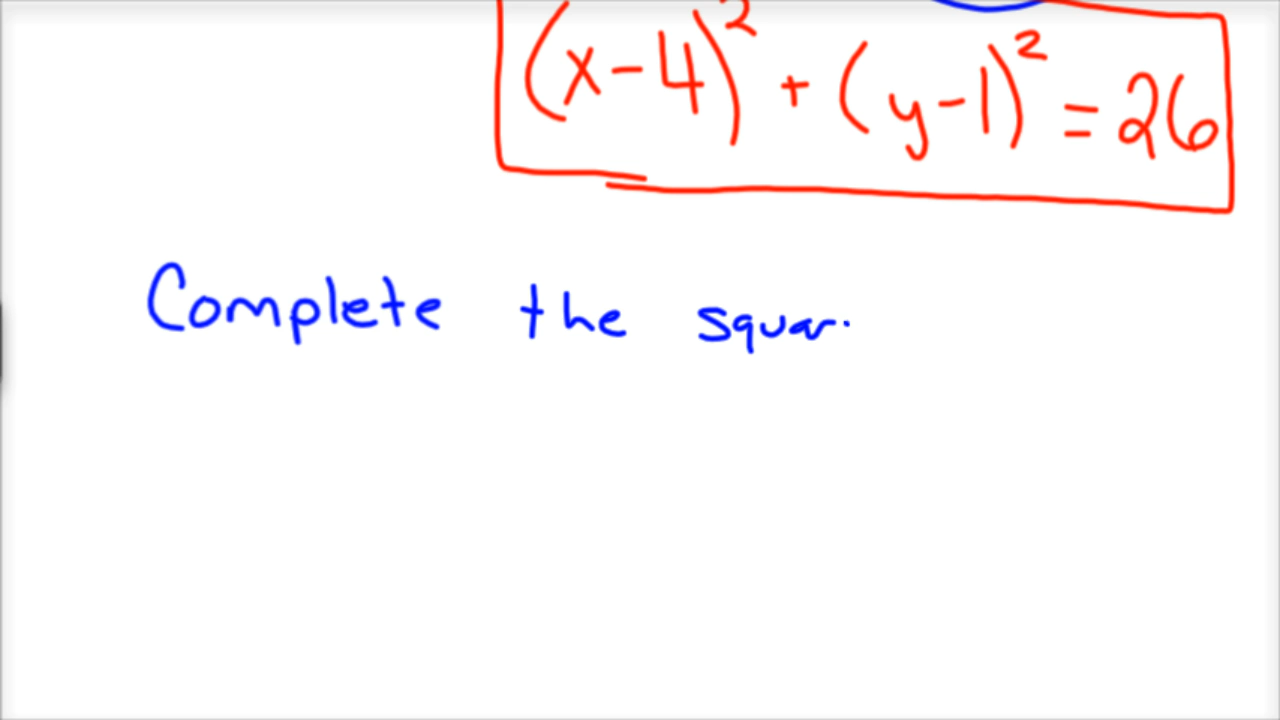 (x-4)² + (y-1)² = 26
Complete the squar